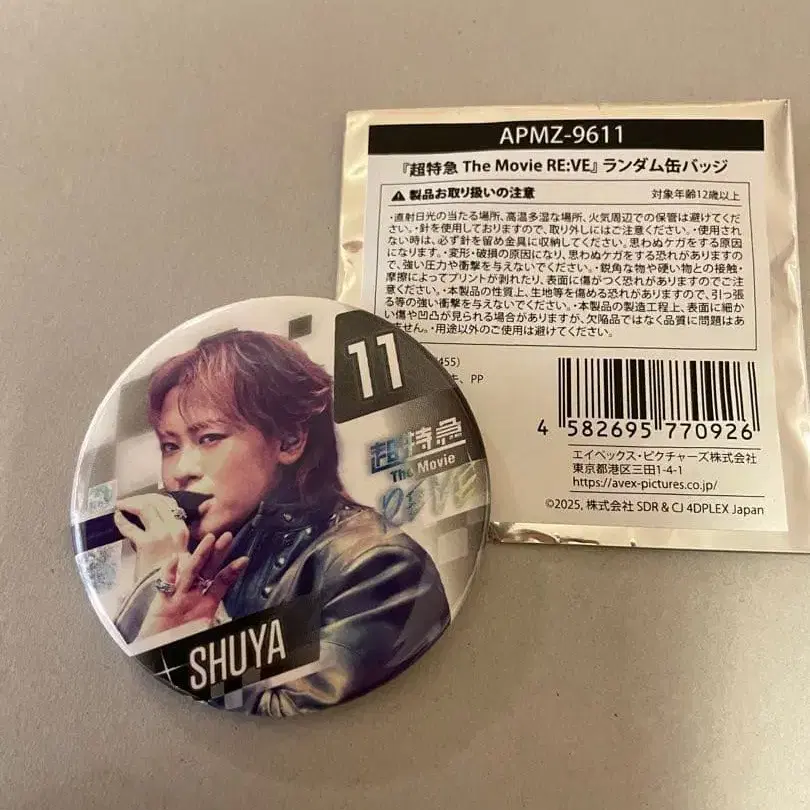 APMZ-9611
『超特急 The Movie RE:VE』 ランダム缶バッジ
製品お取り扱いの注意 対象年齢12歳以上
・直射日光の当たる場所、高温多湿な場所、火気周辺での保管は避けてくだ
さい。・針を使用しておりますので、取り外しにはご注意ください。・使用され
ない時は、必ず針を留め金具に収納してください。思わぬケガをする原因
になります。・変形・破損の原因になり、思わぬケガをする恐れがありますの
で、強い圧力や衝撃を与えないでください。・鋭角な物や硬い物との接触・
摩擦によってプリントが剥れたり、表面に傷がつく恐れがありますのでご注
意ください。・本製品の性質上、生地等を傷める恐れがありますので、引っ張
る等の強い衝撃を与えないでください。・本製品の製造工程上、表面に細か
い傷や凹凸が見られる場合がありますが、欠陥品ではなく品質に問題はあ
ません。・用途以外のご使用は避けてください。
455)
キ、PP
4 582695 770926
エイベックス・ピクチャーズ株式会社
東京都港区三田1-4-1
https://avex-pictures.co.jp/
©2025, 株式会社 SDR & CJ 4DPLEX Japan
11
超特急
The Movie
RE:VE
SHUYA